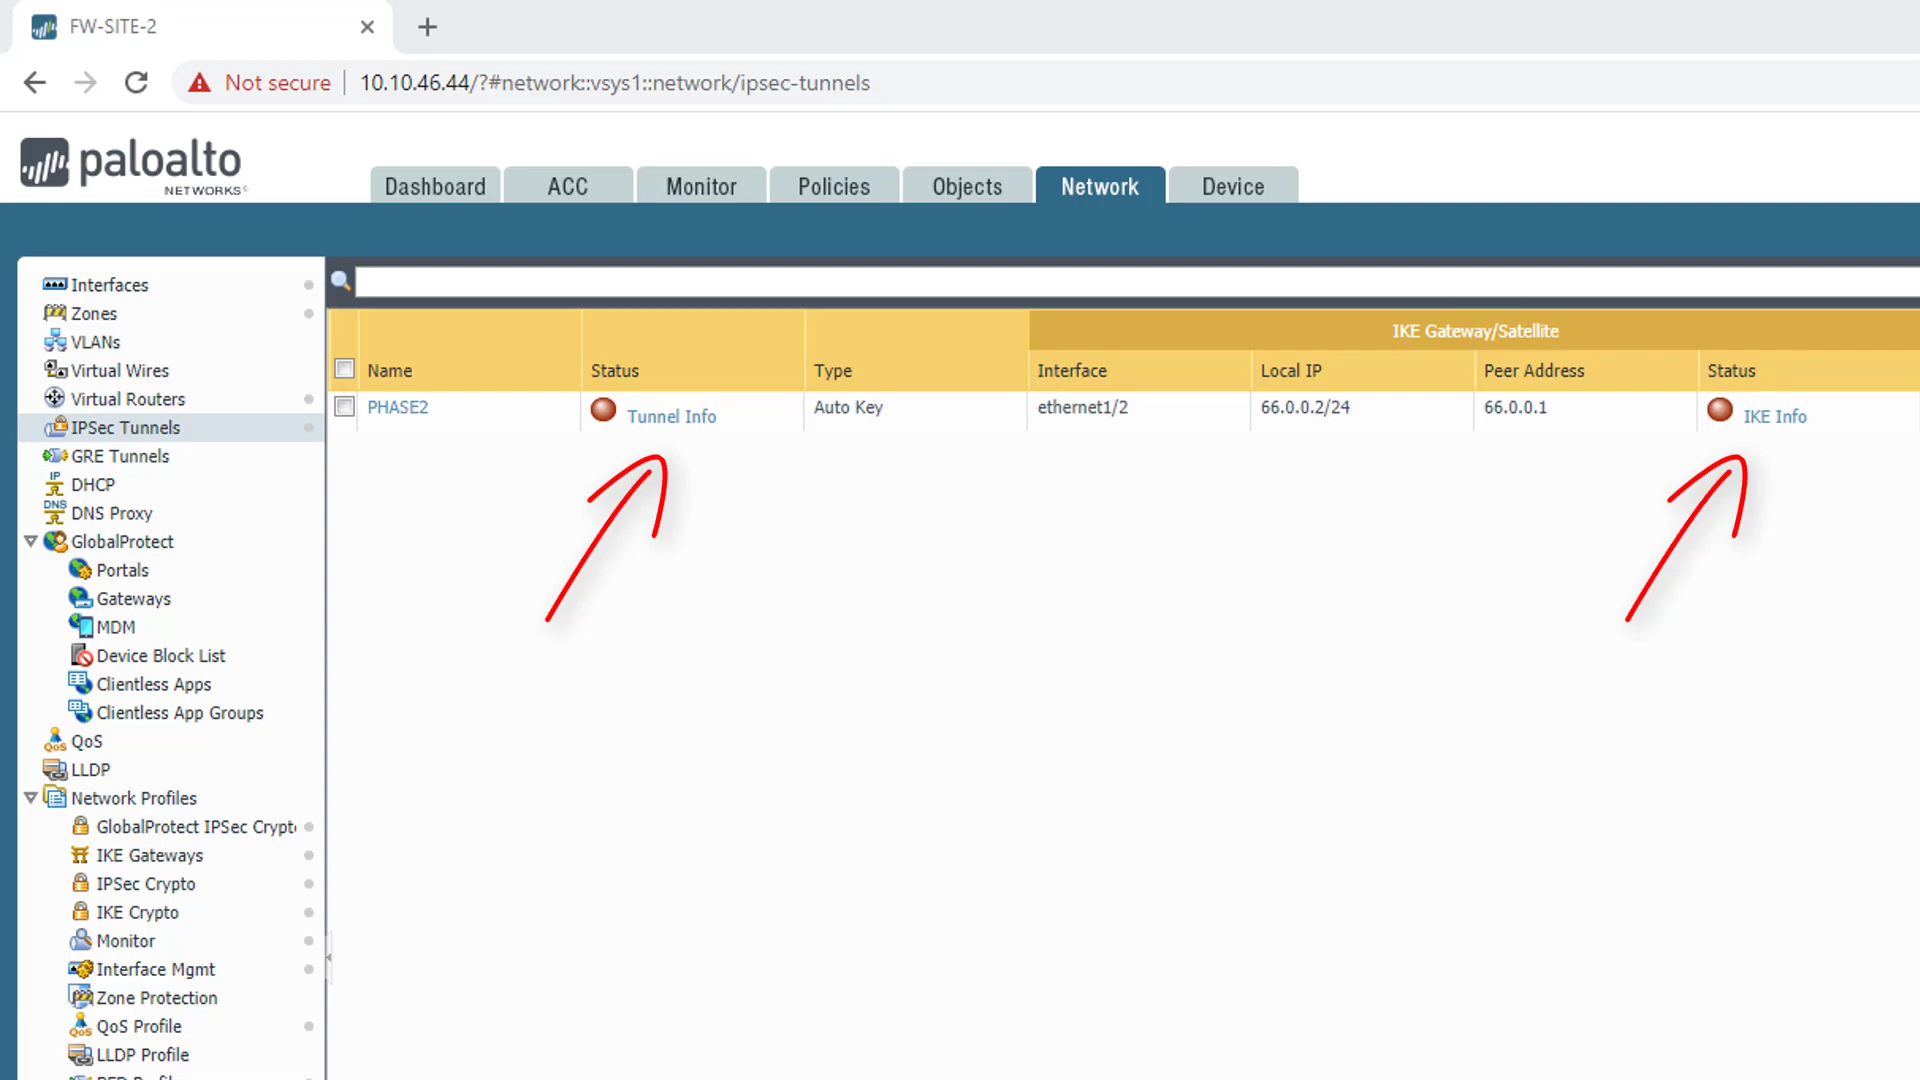 FW-SITE-2
Not secure 10.10.46.44/?#network::vsys1::network/ipsec-tunnels
paloalto
NETWORKS
Dashboard ACC Monitor Policies Objects Network Device
Interfaces
Zones
VLANs
Virtual Wires
Virtual Routers
IPSec Tunnels
GRE Tunnels
IP DHCP
DNS DNS Proxy
GlobalProtect
Portals
Gateways
MDM
Device Block List
Clientless Apps
Clientless App Groups
QoS QoS
LLDP
Network Profiles
GlobalProtect IPSec Crypt
IKE Gateways
IPSec Crypto
IKE Crypto
Monitor
Interface Mgmt
Zone Protection
QoS QoS Profile
LLDP Profile
IKE Gateway/Satellite
Name Status Type Interface Local IP Peer Address Status
PHASE2 Tunnel Info Auto Key ethernet1/2 66.0.0.2/24 66.0.0.1 IKE Info